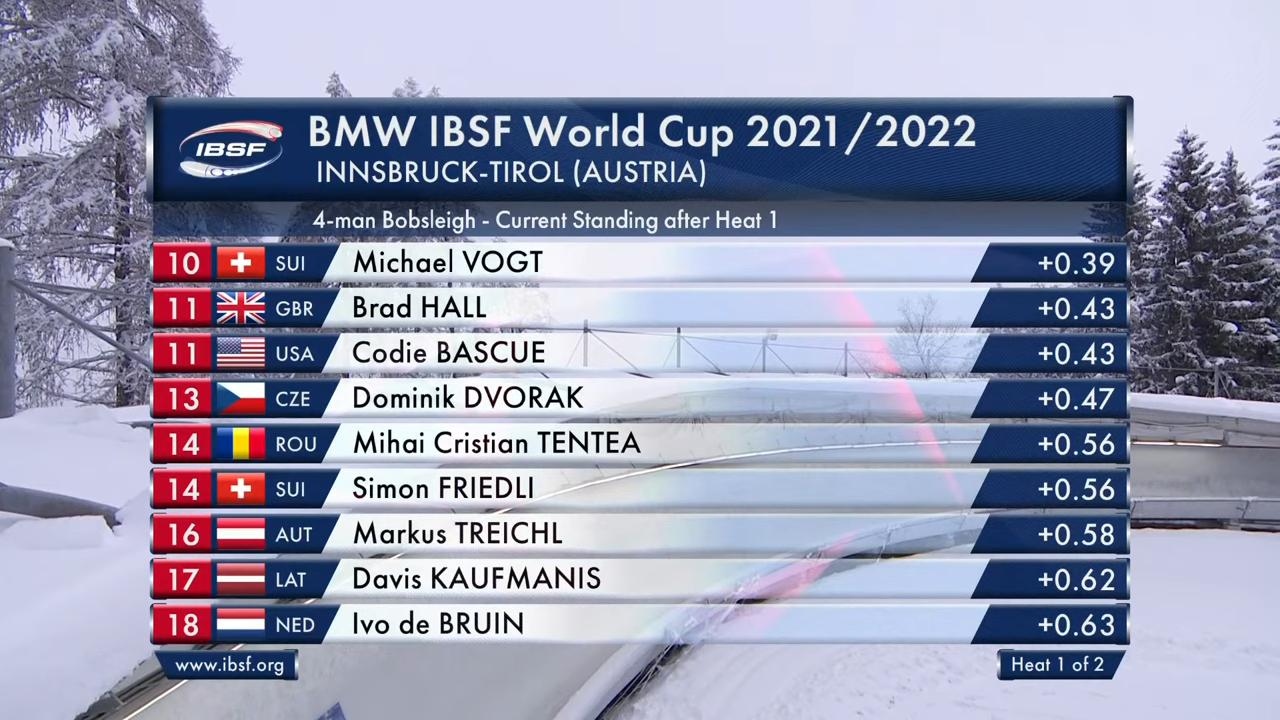 IBSF
BMW IBSF World Cup 2021/2022
INNSBRUCK-TIROL (AUSTRIA)
4-man Bobsleigh - Current Standing after Heat 1
10 SUI Michael VOGT +0.39
11 GBR Brad HALL +0.43
11 USA Codie BASCUE +0.43
13 CZE Dominik DVORAK +0.47
14 ROU Mihai Cristian TENTEA +0.56
14 SUI Simon FRIEDLI +0.56
16 AUT Markus TREICHL +0.58
17 LAT Davis KAUFMANIS +0.62
18 NED Ivo de BRUIN +0.63
www.ibsf.org Heat 1 of 2